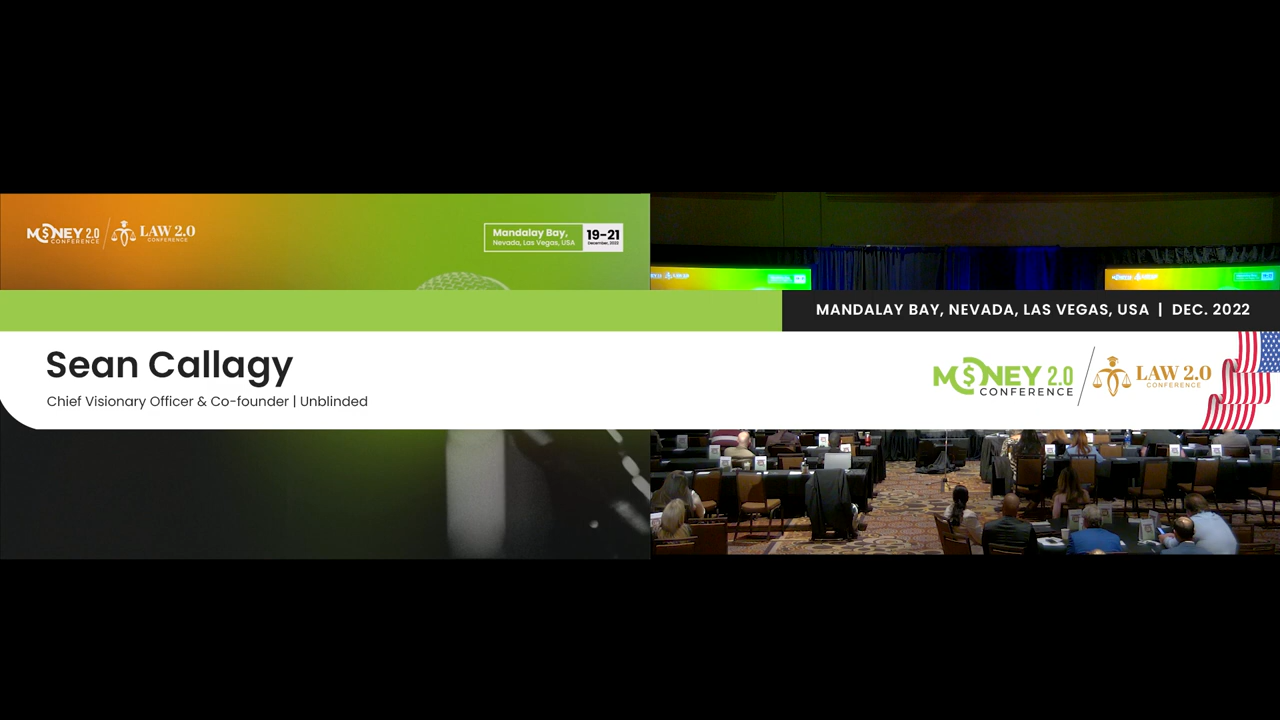 MONEY 2.0
CONFERENCE
LAW 2.0
CONFERENCE
Mandalay Bay,
Nevada, Las Vegas, USA
19-21
December, 2022
MANDALAY BAY, NEVADA, LAS VEGAS, USA | DEC. 2022
Sean Callagy
Chief Visionary Officer & Co-founder | Unblinded
MONEY 2.0
CONFERENCE
LAW 2.0
CONFERENCE